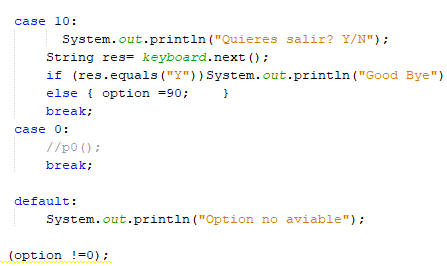 case 10:
System.out.println("Quieres salir? Y/N");
String res= keyboard.next();
if (res.equals("Y"))System.out.println("Good Bye")
else { option =90;    }
break;
case 0:
//p0();
break;
default:
System.out.println("Option no aviable");
(option !=0);